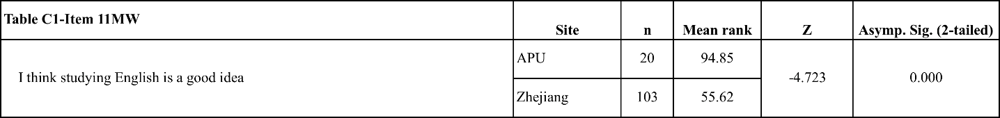 Table C1-Item 11MW
Site n Mean rank Z Asymp. Sig. (2-tailed)
I think studying English is a good idea
APU 20 94.85
-4.723 0.000
Zhejiang 103 55.62